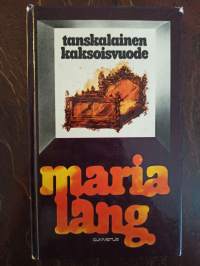 tanskalainen
kaksoisvuode
maria
lang
GUMMERUS